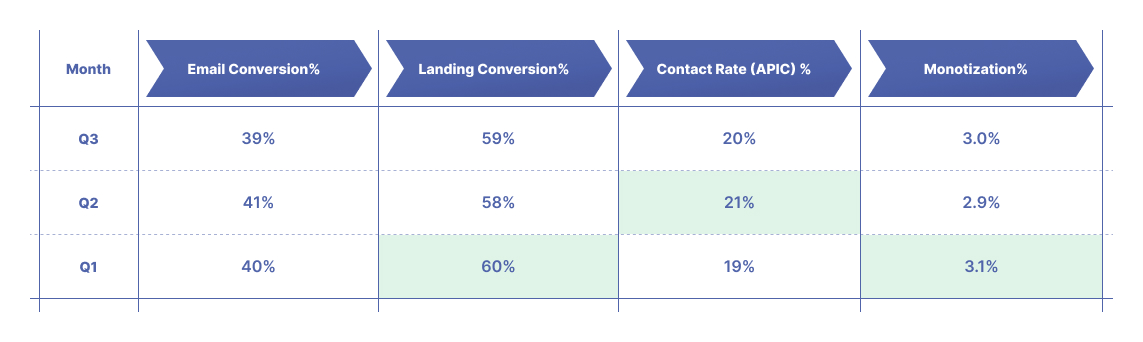 Month Email Conversion% Landing Conversion% Contact Rate (APIC) % Monotization%
Q3 39% 59% 20% 3.0%
Q2 41% 58% 21% 2.9%
Q1 40% 60% 19% 3.1%